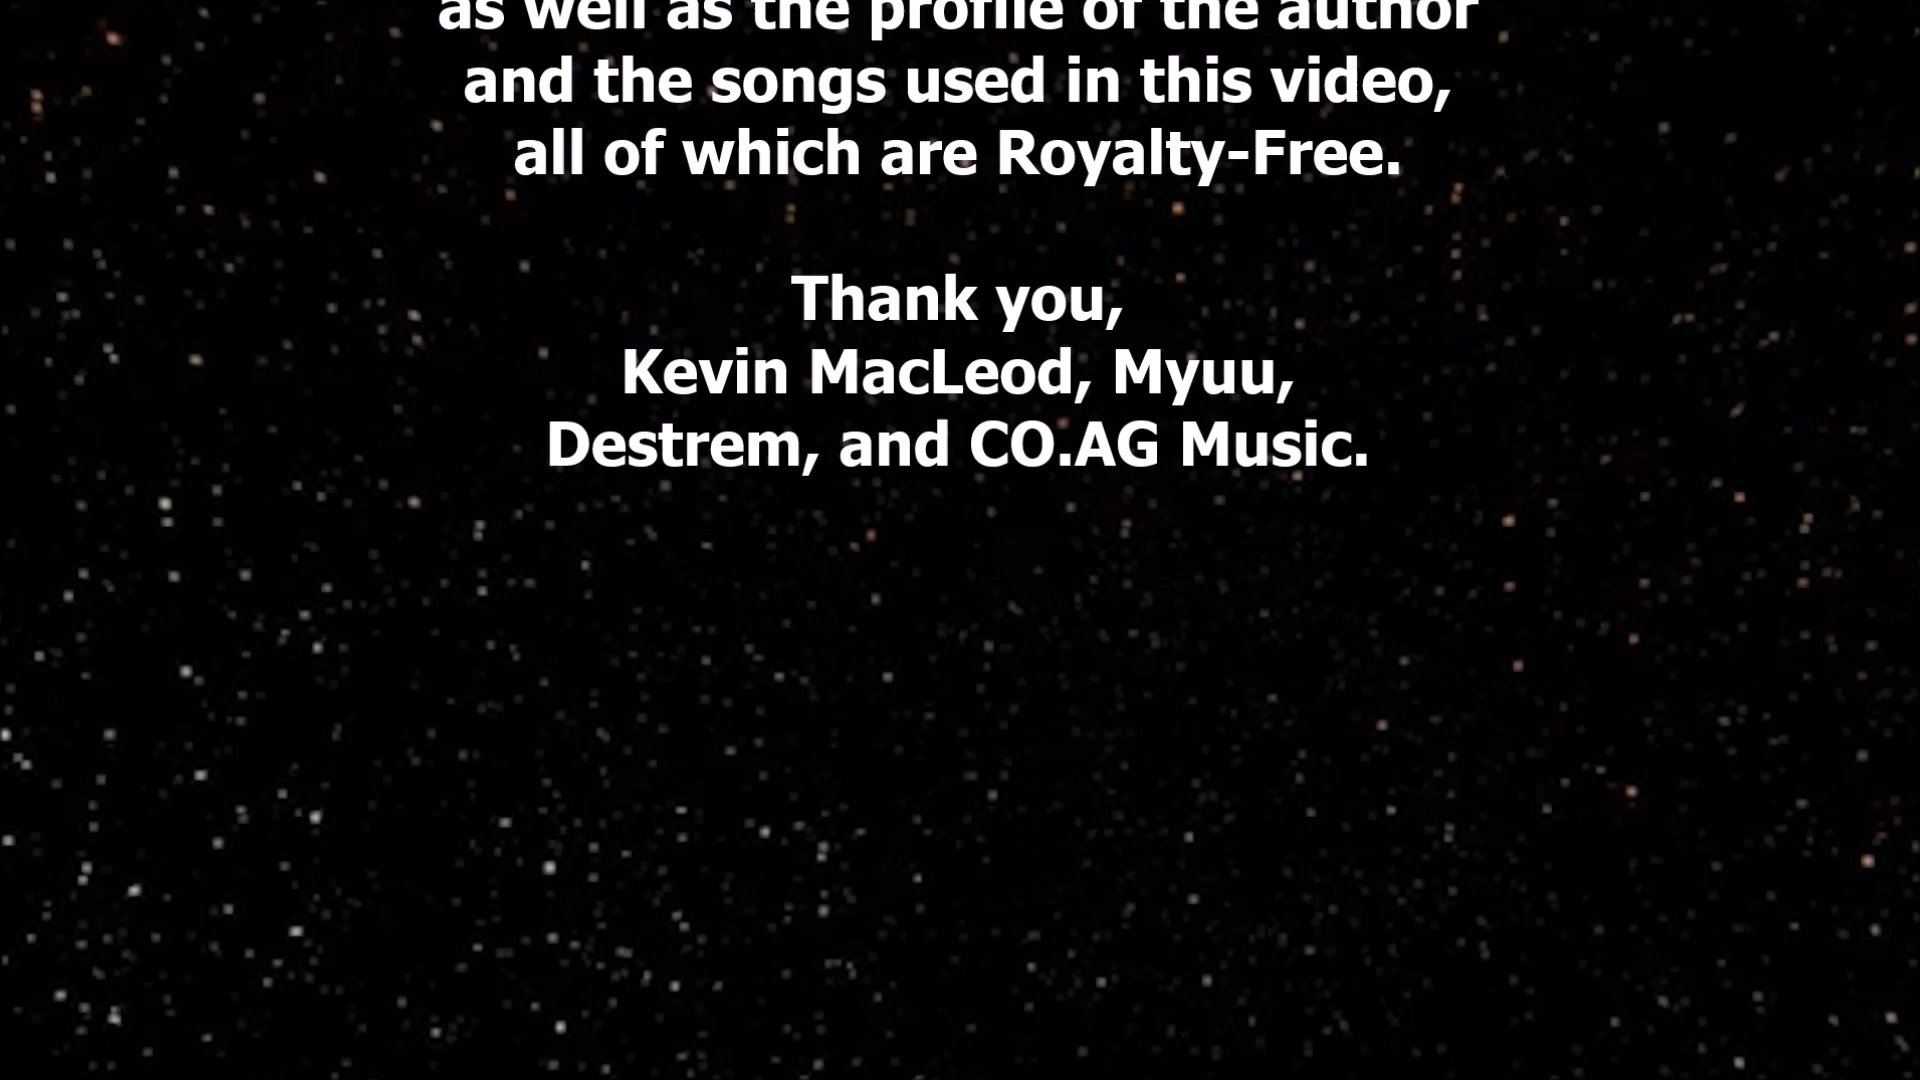 as well as the profile of the author
and the songs used in this video,
all of which are Royalty-Free.
Thank you,
Kevin MacLeod, Myuu,
Destrem, and CO.AG Music.